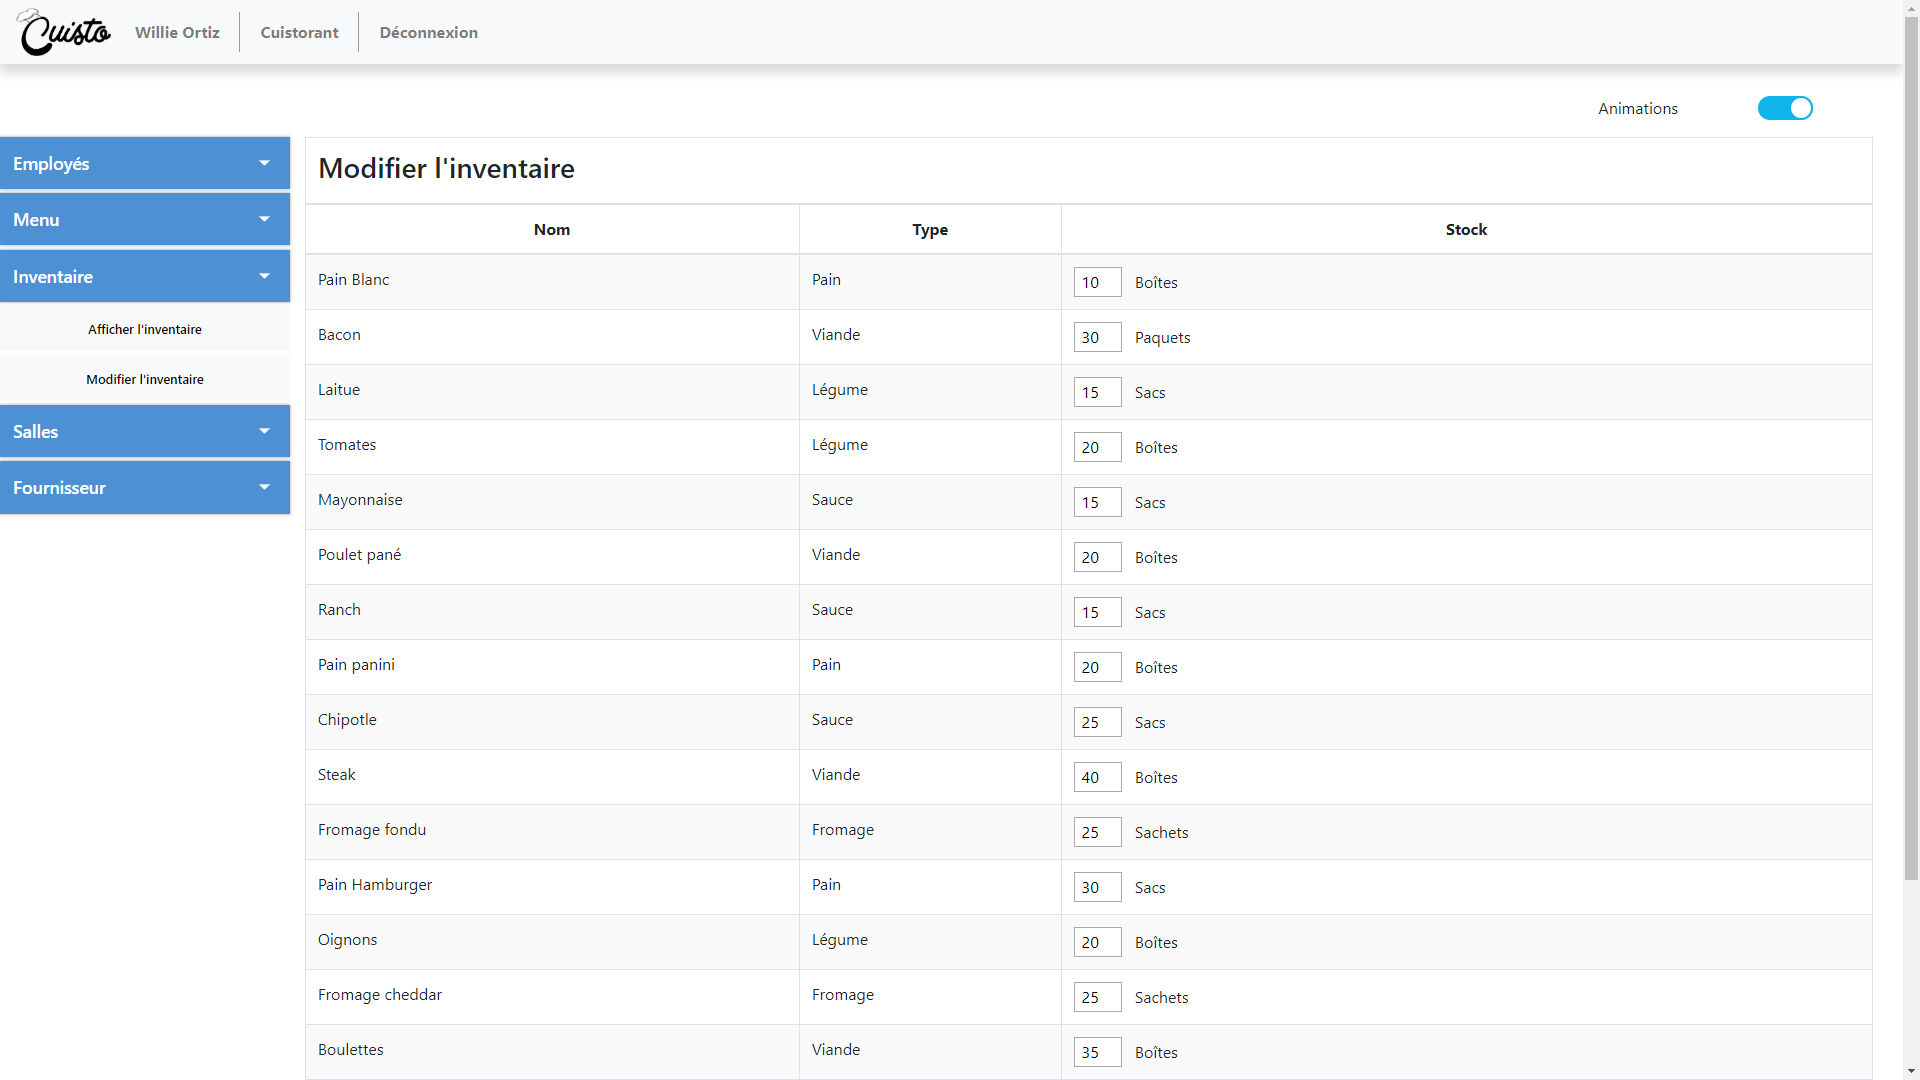 Cuisto Willie Ortiz Cuistorant Déconnexion
Animations
Employés
Menu
Inventaire
Afficher l'inventaire
Modifier l'inventaire
Salles
Fournisseur
Modifier l'inventaire
Nom Type Stock
Pain Blanc Pain 10 Boîtes
Bacon Viande 30 Paquets
Laitue Légume 15 Sacs
Tomates Légume 20 Boîtes
Mayonnaise Sauce 15 Sacs
Poulet pané Viande 20 Boîtes
Ranch Sauce 15 Sacs
Pain panini Pain 20 Boîtes
Chipotle Sauce 25 Sacs
Steak Viande 40 Boîtes
Fromage fondu Fromage 25 Sachets
Pain Hamburger Pain 30 Sacs
Oignons Légume 20 Boîtes
Fromage cheddar Fromage 25 Sachets
Boulettes Viande 35 Boîtes